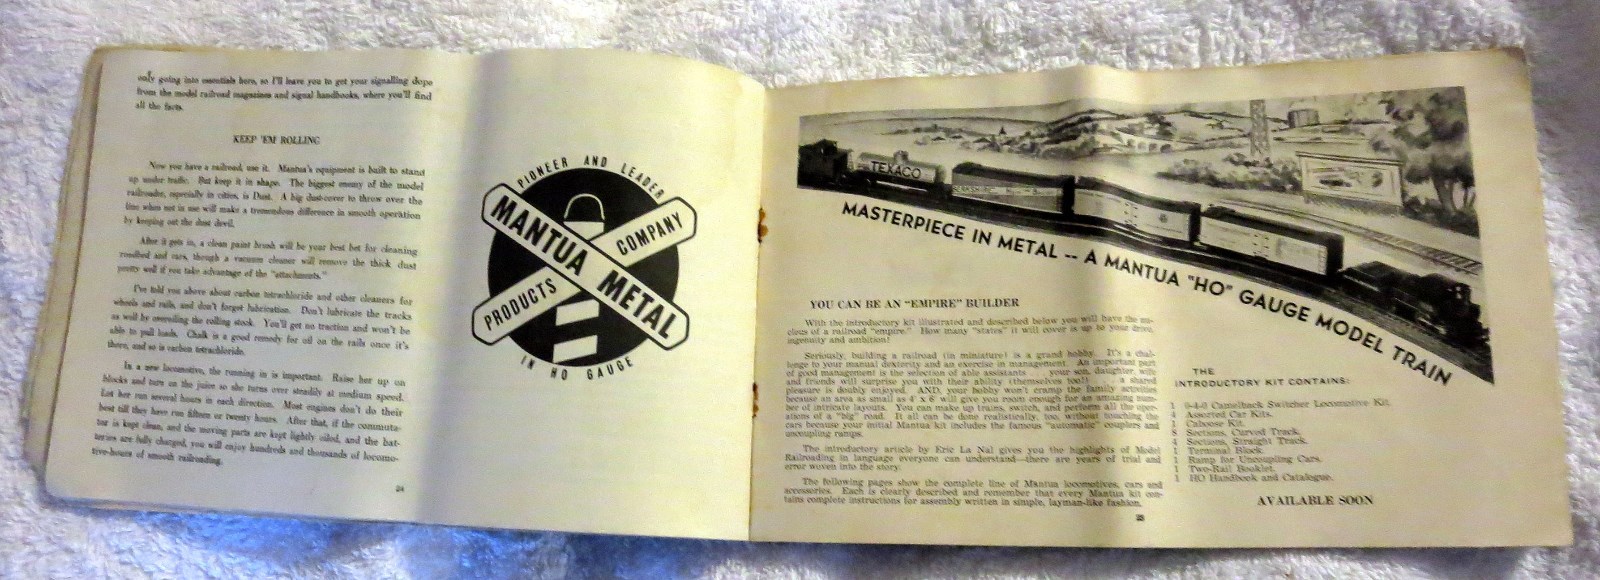 only going into essentials here, so I'll leave you to get your signalling dope
from the model railroad magazines and signal handbooks, where you'll find
all the facts.
KEEP 'EM ROLLING
Now you have a railroad, use it. Mantua's equipment is built to stand
up under traffic. But keep it in shape. The biggest enemy of the model
railroader, especially in cities, is Dust. A big dust-cover to throw over the
line when not in use will make a tremendous difference in smooth operation
by keeping out the dust devil.
After it gets in, a clean paint brush will be your best bet for cleaning
roadbed and cars, though a vacuum cleaner will remove the thick dust
pretty well if you take advantage of the "attachments."
I've told you above about carbon tetrachloride and other cleaners for
wheels and rails, and don't forget lubrication. Don't lubricate the tracks
as well by overoiling the rolling stock. You'll get no traction and won't be
able to pull loads. Chalk is a good remedy for oil on the rails once it's
there, and so is carbon tetrachloride.
In a new locomotive, the running in is important. Raise her up on
blocks and turn on the juice so she turns over steadily at medium speed.
Let her run several hours in each direction. Most engines don't do their
best till they have run fifteen or twenty hours. After that, if the commuta-
tor is kept clean, and the moving parts are kept lightly oiled, and the bat-
teries are fully charged, you will enjoy hundreds and thousands of locomo-
tive-hours of smooth railroading.
24
PIONEER AND LEADER
MANTUA METAL
PRODUCTS COMPANY
IN HO GAUGE
TEXACO
BERKSHIRE
MASTERPIECE IN METAL -- A MANTUA "HO" GAUGE MODEL TRAIN
YOU CAN BE AN "EMPIRE" BUILDER
With the introductory kit illustrated and described below you will have the nu-
cleus of a railroad "empire." How many "states" it will cover is up to your drive,
ingenuity and ambition!
Seriously, building a railroad (in miniature) is a grand hobby. It's a chal-
lenge to your manual dexterity and an exercise in management. An important part
of good management is the selection of able assistants . . . your son, daughter, wife
and friends will surprise you with their ability (themselves too!) . . . a shared
pleasure is doubly enjoyed. AND, your hobby won't cramp the family activities
because an area as small as 4' x 6' will give you room enough for an amazing num-
ber of intricate layouts. You can make up trains, switch, and perform all the oper-
ations of a "big" road. It all can be done realistically, too, without touching the
cars because your initial Mantua kit includes the famous "automatic" couplers and
uncoupling ramps.
The introductory article by Eric La Nal gives you the highlights of Model
Railroading in language everyone can understand—there are years of trial and
error woven into the story.
The following pages show the complete line of Mantua locomotives, cars and
accessories. Each is clearly described and remember that every Mantua kit con-
tains complete instructions for assembly written in simple, layman-like fashion.
THE
INTRODUCTORY KIT CONTAINS:
1 0-4-0 Camelback Switcher Locomotive Kit.
4 Assorted Car Kits.
1 Caboose Kit.
8 Sections, Curved Track.
4 Sections, Straight Track.
1 Terminal Block.
1 Ramp for Uncoupling Cars.
1 Two-Rail Booklet.
1 HO Handbook and Catalogue.
AVAILABLE SOON
25